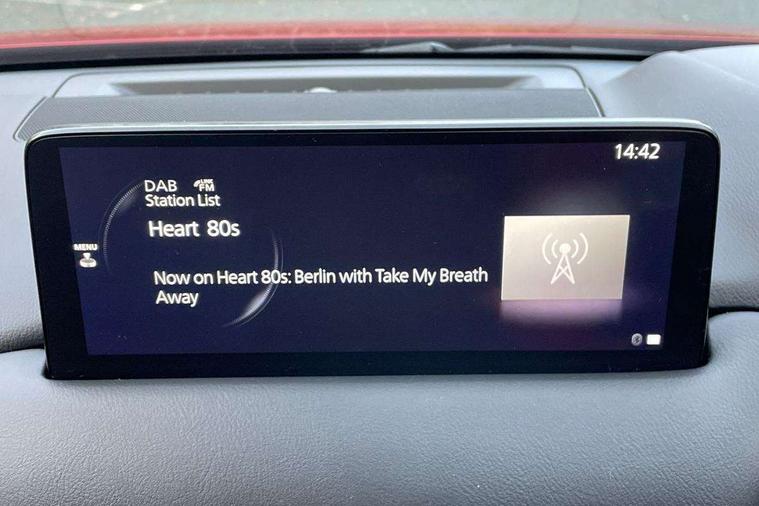 14:42
DAB LINK FM
Station List
Heart 80s
MENU
Now on Heart 80s: Berlin with Take My Breath
Away